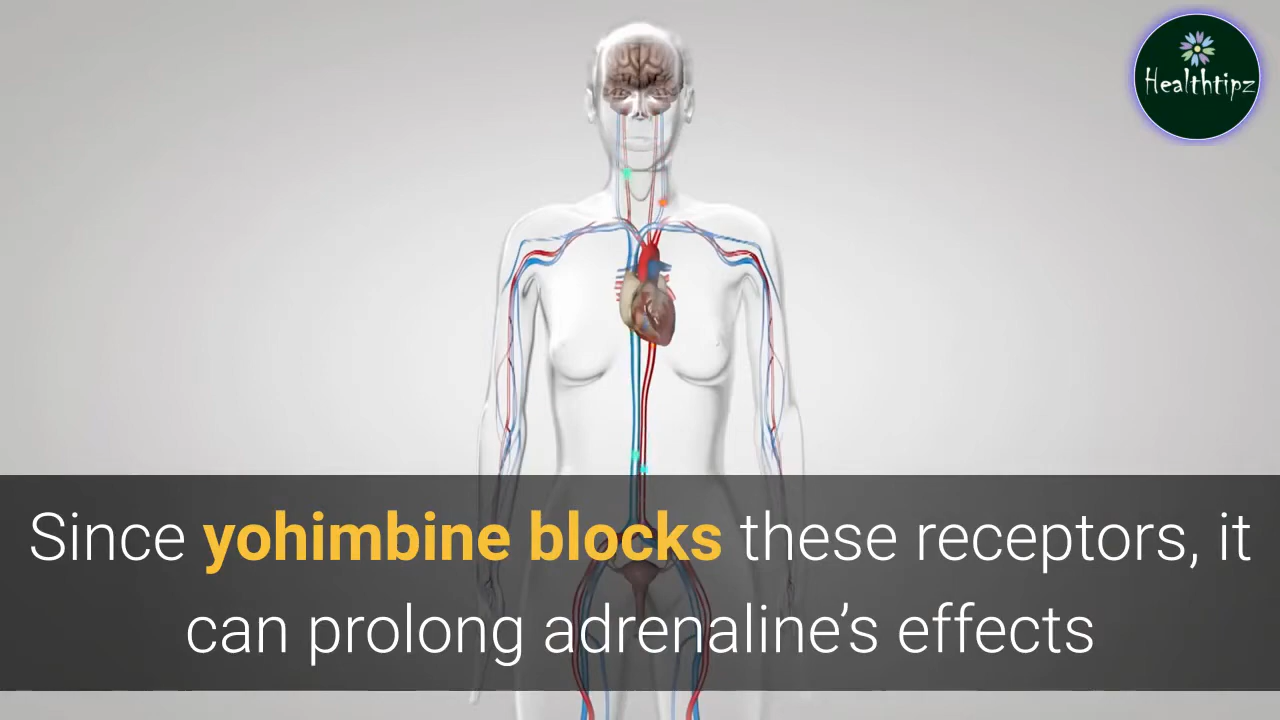 Healthtipz
Since yohimbine blocks these receptors, it
can prolong adrenaline’s effects